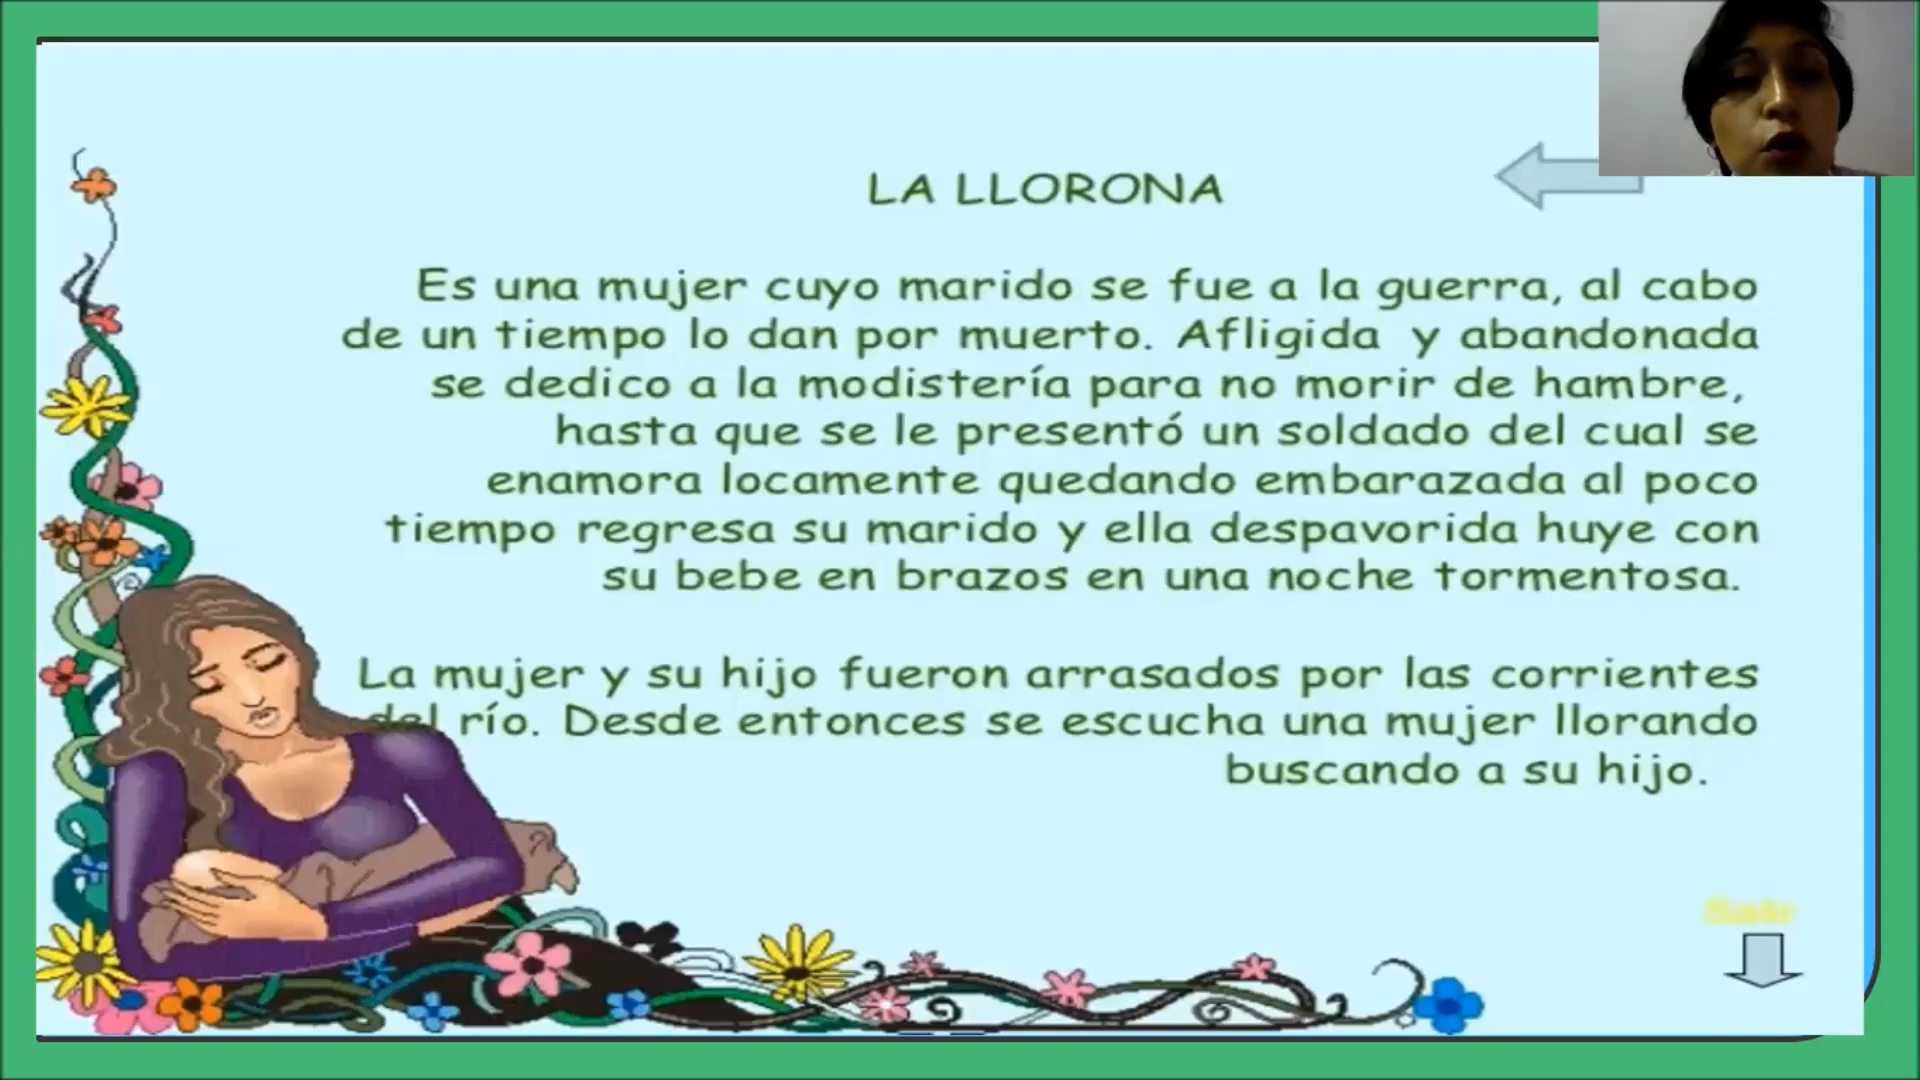 LA LLORONA
Es una mujer cuyo marido se fue a la guerra, al cabo
de un tiempo lo dan por muerto. Afligida y abandonada
se dedico a la modistería para no morir de hambre,
hasta que se le presentó un soldado del cual se
enamora locamente quedando embarazada al poco
tiempo regresa su marido y ella despavorida huye con
su bebe en brazos en una noche tormentosa.
La mujer y su hijo fueron arrasados por las corrientes
del río. Desde entonces se escucha una mujer llorando
buscando a su hijo.